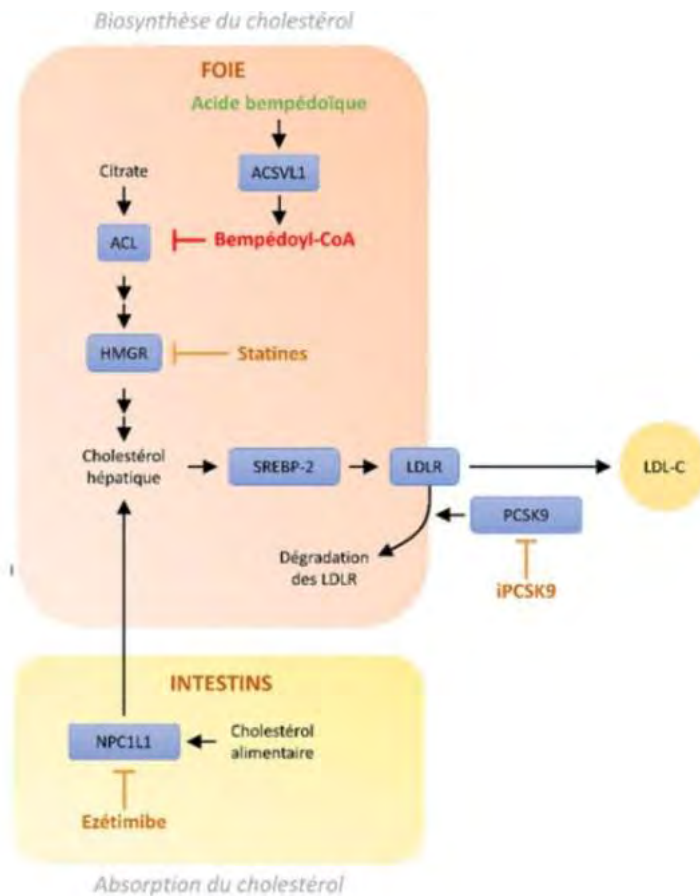 Biosynthèse du cholestérol
FOIE
Acide bempédoïque
Citrate
ACSVL1
ACL
Bempédoyl-CoA
HMGR
Statines
Cholestérol
hépatique
SREBP-2
LDLR
LDL-C
PCSK9
Dégradation
des LDLR
iPCSK9
INTESTINS
NPC1L1
Cholestérol
alimentaire
Ezétimibe
Absorption du cholestérol